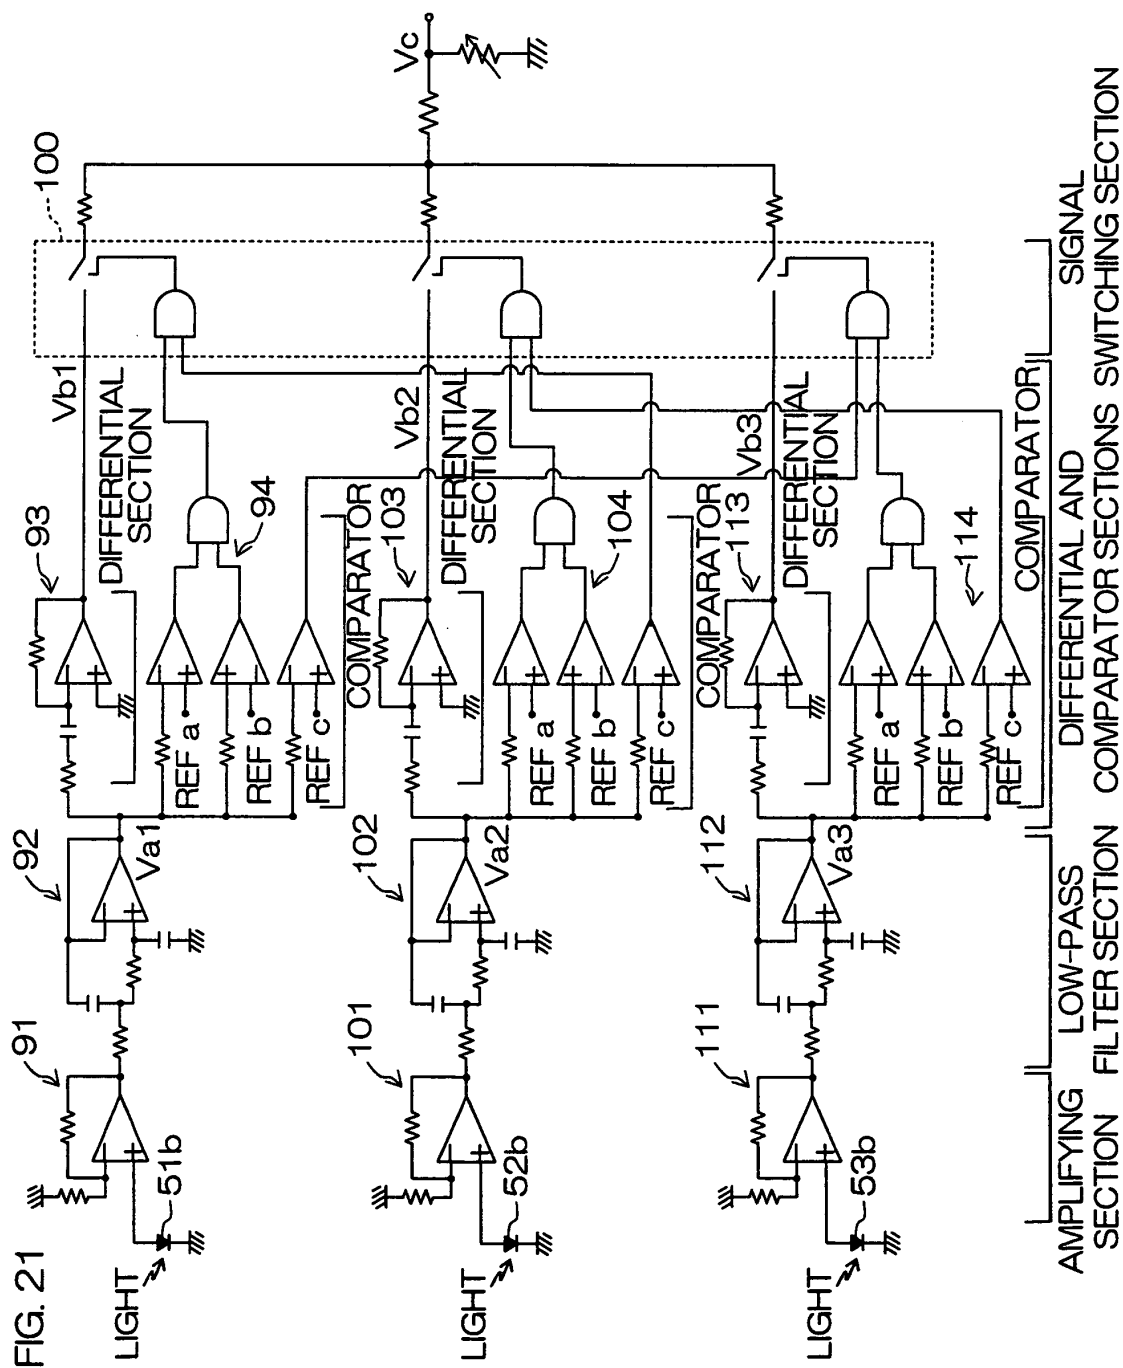 FIG. 21
LIGHT
51b
91
92
Va1
93
DIFFERENTIAL
SECTION
Vb1
100
Vc
REF a
REF b
REF c
94
COMPARATOR
LIGHT
52b
101
102
Va2
103
DIFFERENTIAL
SECTION
Vb2
REF a
REF b
REF c
104
COMPARATOR
LIGHT
53b
111
112
Va3
113
DIFFERENTIAL
SECTION
Vb3
REF a
REF b
REF c
114
COMPARATOR
AMPLIFYING
SECTION
LOW-PASS
FILTER SECTION
DIFFERENTIAL AND
COMPARATOR SECTIONS
SIGNAL
SWITCHING SECTION